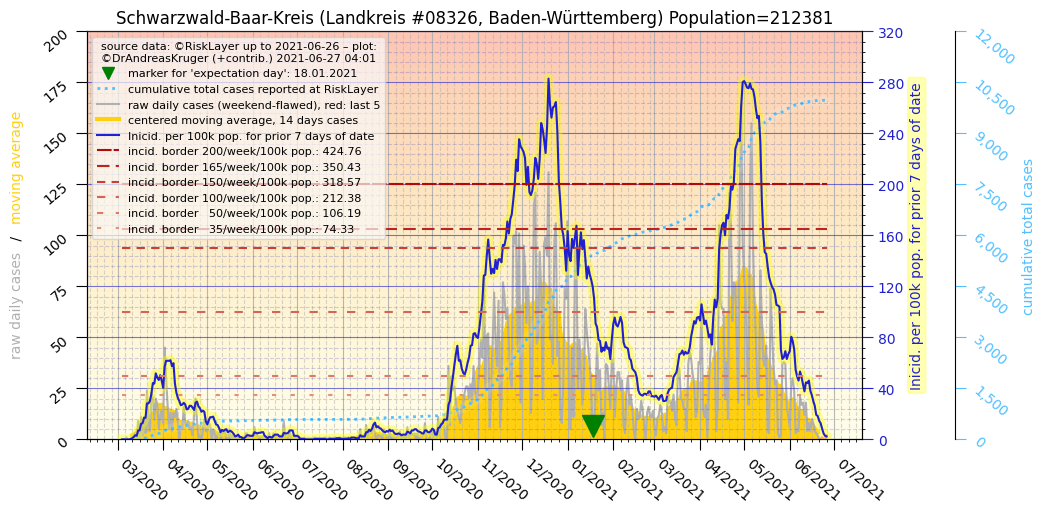 Schwarzwald-Baar-Kreis (Landkreis #08326, Baden-Württemberg) Population=212381
source data: ©RiskLayer up to 2021-06-26 – plot:
©DrAndreasKruger (+contrib.) 2021-06-27 04:01
marker for 'expectation day': 18.01.2021
cumulative total cases reported at RiskLayer
raw daily cases (weekend-flawed), red: last 5
centered moving average, 14 days cases
Inicid. per 100k pop. for prior 7 days of date
incid. border 200/week/100k pop.: 424.76
incid. border 165/week/100k pop.: 350.43
incid. border 150/week/100k pop.: 318.57
incid. border 100/week/100k pop.: 212.38
incid. border   50/week/100k pop.: 106.19
incid. border   35/week/100k pop.: 74.33
raw daily cases  /  moving average
200
175
150
125
100
75
50
25
0
03/2020
04/2020
05/2020
06/2020
07/2020
08/2020
09/2020
10/2020
11/2020
12/2020
01/2021
02/2021
03/2021
04/2021
05/2021
06/2021
07/2021
320
280
240
200
160
120
80
40
0
Inicid. per 100k pop. for prior 7 days of date
12,000
10,500
9,000
7,500
6,000
4,500
3,000
1,500
0
cumulative total cases